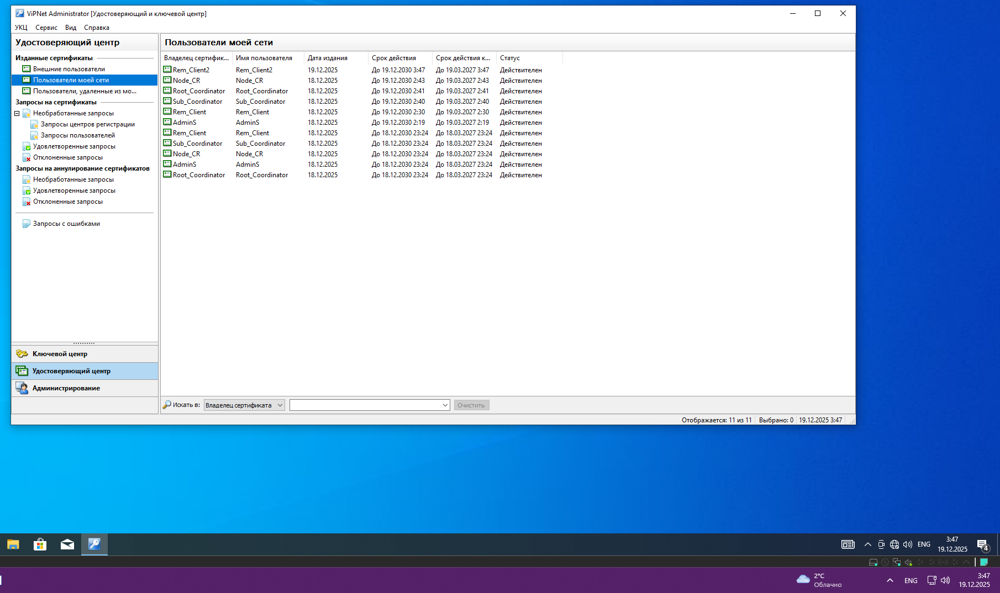 ViPNet Administrator [Удостоверяющий и ключевой центр]
УКЦ Сервис Вид Справка
Удостоверяющий центр
Изданные сертификаты
Внешние пользователи
Пользователи моей сети
Пользователи, удаленные из мо...
Запросы на сертификаты
Необработанные запросы
Запросы центров регистрации
Запросы пользователей
Удовлетворенные запросы
Отклоненные запросы
Запросы на аннулирование сертификатов
Необработанные запросы
Удовлетворенные запросы
Отклоненные запросы
Запросы с ошибками
Ключевой центр
Удостоверяющий центр
Администрирование
Пользователи моей сети
Владелец сертифик... Имя пользователя Дата издания Срок действия Срок действия к... Статус
Rem_Client2 Rem_Client2 19.12.2025 До 19.12.2030 3:47 До 19.03.2027 3:47 Действителен
Node_CR Node_CR 18.12.2025 До 19.12.2030 2:43 До 19.03.2027 2:43 Действителен
Root_Coordinator Root_Coordinator 18.12.2025 До 19.12.2030 2:41 До 19.03.2027 2:41 Действителен
Sub_Coordinator Sub_Coordinator 18.12.2025 До 19.12.2030 2:40 До 19.03.2027 2:40 Действителен
Rem_Client Rem_Client 18.12.2025 До 19.12.2030 2:30 До 19.03.2027 2:30 Действителен
AdminS AdminS 18.12.2025 До 19.12.2030 2:19 До 19.03.2027 2:19 Действителен
Rem_Client Rem_Client 18.12.2025 До 18.12.2030 23:24 До 18.03.2027 23:24 Действителен
Sub_Coordinator Sub_Coordinator 18.12.2025 До 18.12.2030 23:24 До 18.03.2027 23:24 Действителен
Node_CR Node_CR 18.12.2025 До 18.12.2030 23:24 До 18.03.2027 23:24 Действителен
AdminS AdminS 18.12.2025 До 18.12.2030 23:24 До 18.03.2027 23:24 Действителен
Root_Coordinator Root_Coordinator 18.12.2025 До 18.12.2030 23:24 До 18.03.2027 23:24 Действителен
Искать в: Владелец сертификата Очистить
Отображается: 11 из 11 Выбрано: 0 19.12.2025 3:47
ENG 3:47
19.12.2025
4
2°C
Облачно
ENG 3:47
19.12.2025